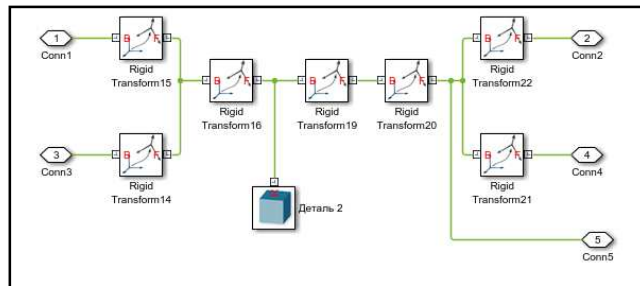 1
Conn1
B
F
Rigid
Transform15
B
F
Rigid
Transform16
B
F
Rigid
Transform19
B
F
Rigid
Transform20
B
F
Rigid
Transform22
2
Conn2
3
Conn3
B
F
Rigid
Transform14
Деталь 2
B
F
Rigid
Transform21
4
Conn4
5
Conn5